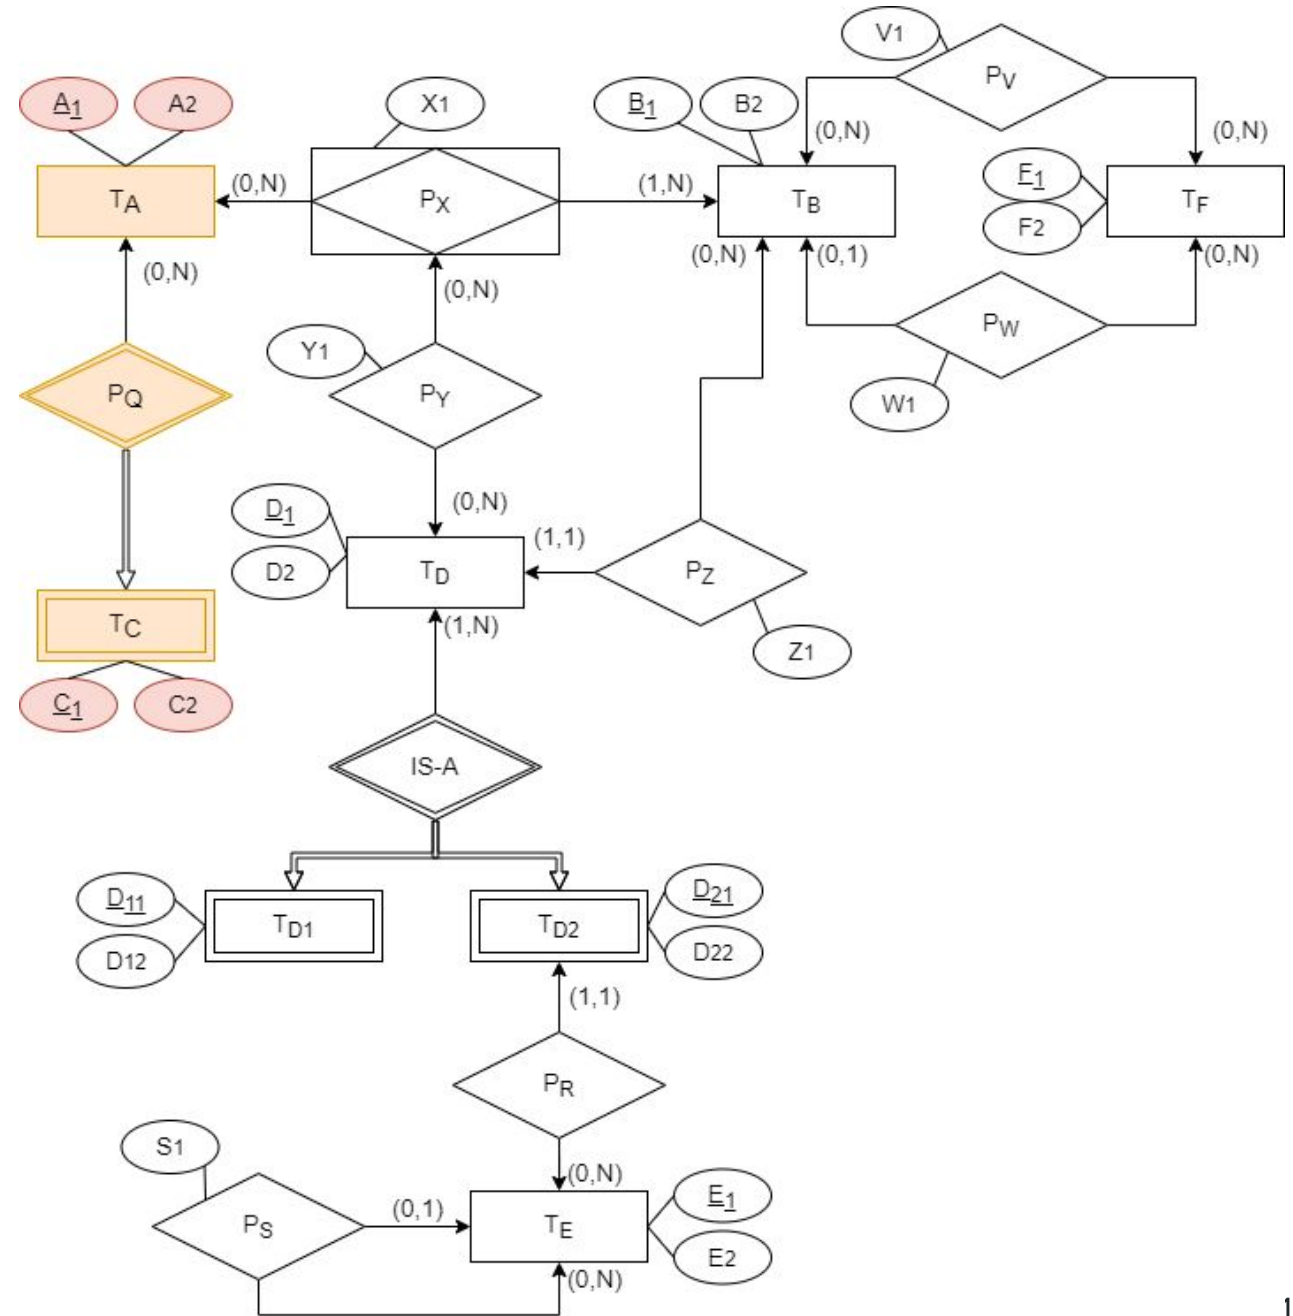 V1
PV
A1 A2
X1
B1 B2
(0,N) (0,N)
TA
(0,N)
PX
(1,N)
TB
F1
F2
TF
(0,N)
(0,N)
(0,N) (0,1)
(0,N)
Y1
PW
PQ
PY
W1
(0,N)
D1
D2
(1,1)
TD
PZ
TC
(1,N)
Z1
C1 C2
IS-A
D11
D12
TD1
TD2
D21
D22
(1,1)
PR
S1
(0,N)
E1
PS
(0,1)
TE
E2
(0,N)
1